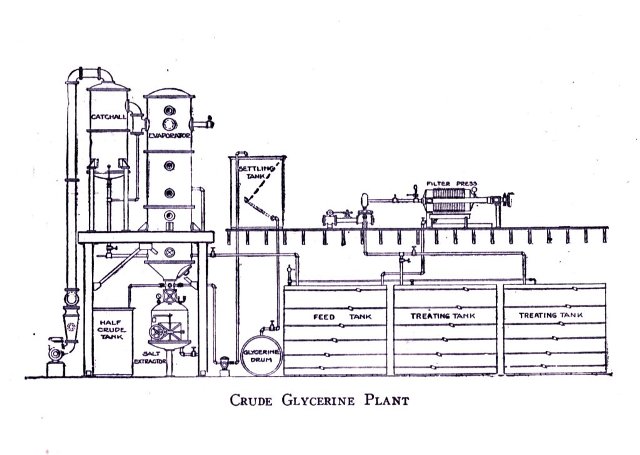 CATCHALL
EVAPORATOR
SETTLING
TANK
FILTER PRESS
FEED TANK
TREATING TANK
TREATING TANK
HALF
CRUDE
TANK
SALT
EXTRACTOR
GLYCERINE
DRUM
CRUDE GLYCERINE PLANT